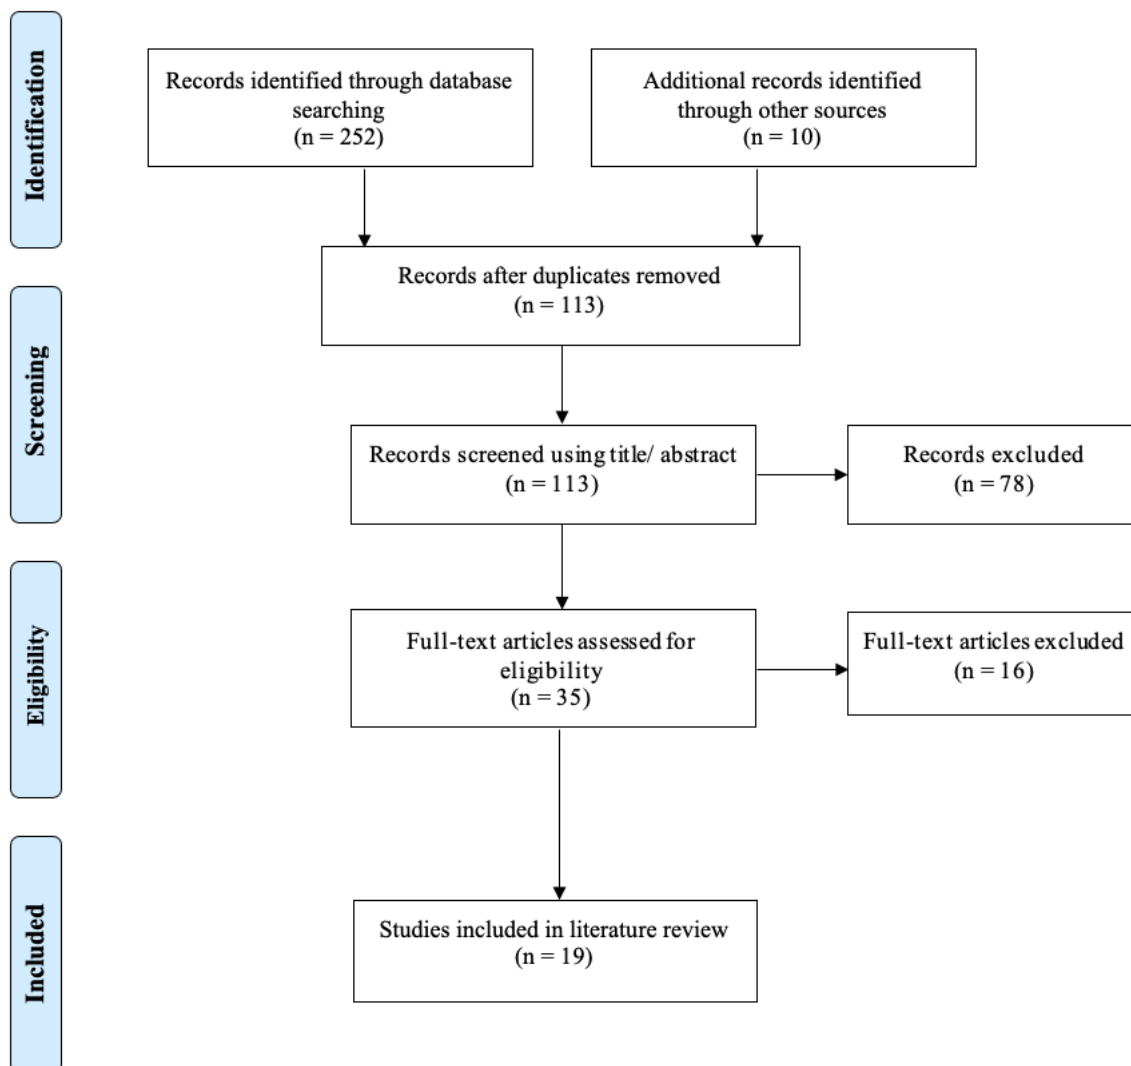 Identification
Records identified through database
searching
(n = 252)
Additional records identified
through other sources
(n = 10)
Records after duplicates removed
(n = 113)
Screening
Records screened using title/ abstract
(n = 113)
Records excluded
(n = 78)
Eligibility
Full-text articles assessed for
eligibility
(n = 35)
Full-text articles excluded
(n = 16)
Included
Studies included in literature review
(n = 19)